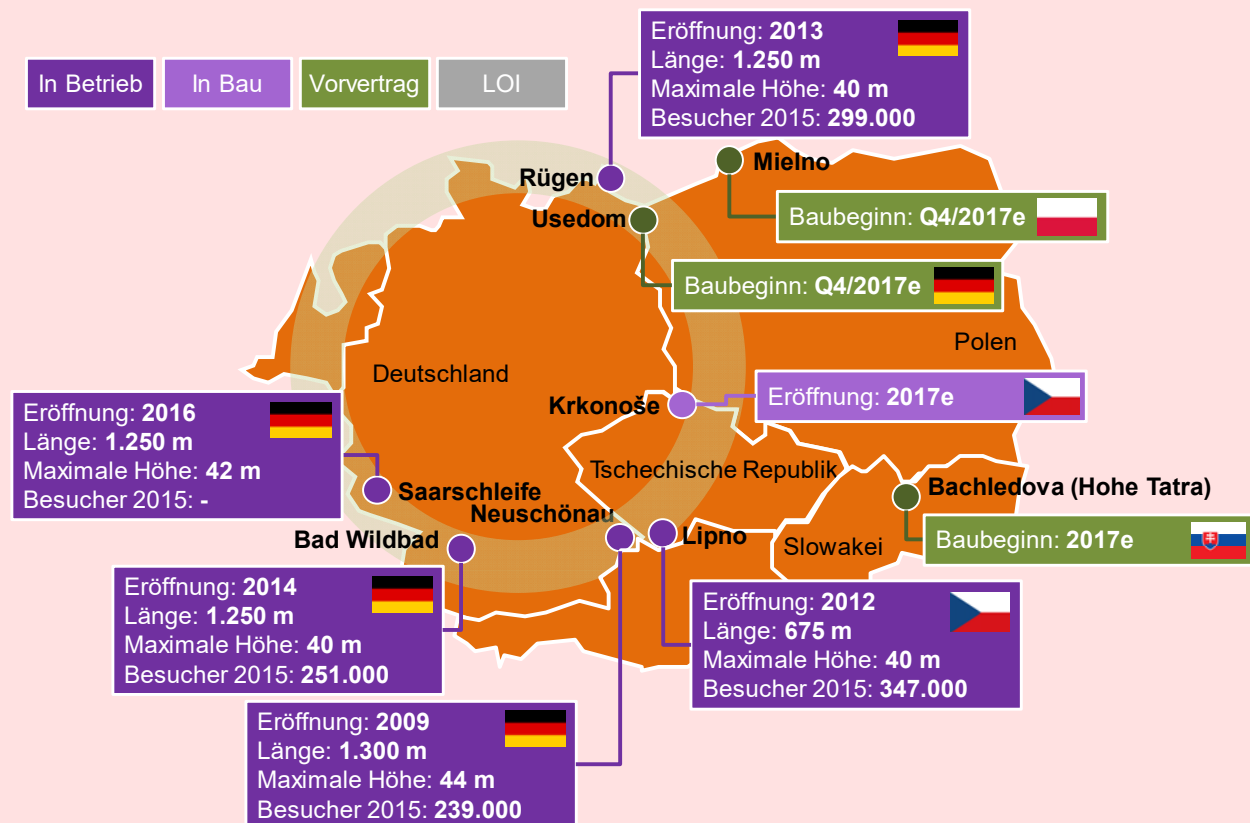 In Betrieb
In Bau
Vorvertrag
LOI
Eröffnung: 2013
Länge: 1.250 m
Maximale Höhe: 40 m
Besucher 2015: 299.000
Rügen
Mielno
Usedom
Baubeginn: Q4/2017e
Baubeginn: Q4/2017e
Polen
Deutschland
Krkonoše
Eröffnung: 2017e
Eröffnung: 2016
Länge: 1.250 m
Maximale Höhe: 42 m
Besucher 2015: -
Tschechische Republik
Saarschleife
Neuschönau
Bachledova (Hohe Tatra)
Bad Wildbad
Lipno
Slowakei
Baubeginn: 2017e
Eröffnung: 2014
Länge: 1.250 m
Maximale Höhe: 40 m
Besucher 2015: 251.000
Eröffnung: 2012
Länge: 675 m
Maximale Höhe: 40 m
Besucher 2015: 347.000
Eröffnung: 2009
Länge: 1.300 m
Maximale Höhe: 44 m
Besucher 2015: 239.000